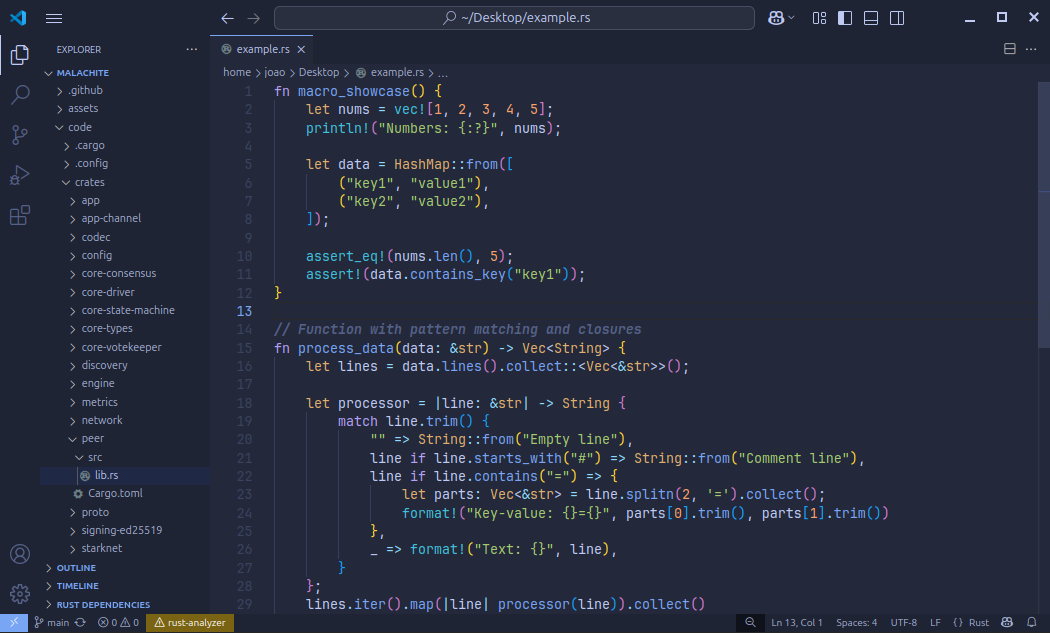 ~/Desktop/example.rs
EXPLORER
MALACHITE
.github
assets
code
.cargo
.config
crates
app
app-channel
codec
config
core-consensus
core-driver
core-state-machine
core-types
core-votekeeper
discovery
engine
metrics
network
peer
src
lib.rs
Cargo.toml
proto
signing-ed25519
starknet
OUTLINE
TIMELINE
RUST DEPENDENCIES
example.rs
home > joao > Desktop > example.rs > ...
1 fn macro_showcase() {
2     let nums = vec![1, 2, 3, 4, 5];
3     println!("Numbers: {:?}", nums);
4
5     let data = HashMap::from([
6         ("key1", "value1"),
7         ("key2", "value2"),
8     ]);
9
10     assert_eq!(nums.len(), 5);
11     assert!(data.contains_key("key1"));
12 }
13
14 // Function with pattern matching and closures
15 fn process_data(data: &str) -> Vec<String> {
16     let lines = data.lines().collect::<Vec<&str>>();
17
18     let processor = |line: &str| -> String {
19         match line.trim() {
20             "" => String::from("Empty line"),
21             line if line.starts_with("#") => String::from("Comment line"),
22             line if line.contains("=") => {
23                 let parts: Vec<&str> = line.splitn(2, '=').collect();
24                 format!("Key-value: {}={}", parts[0].trim(), parts[1].trim())
25             },
26             _ => format!("Text: {}", line),
27         }
28     };
29     lines.iter().map(|line| processor(line)).collect()
main
0 0
rust-analyzer
Ln 13, Col 1
Spaces: 4
UTF-8
LF
{} Rust